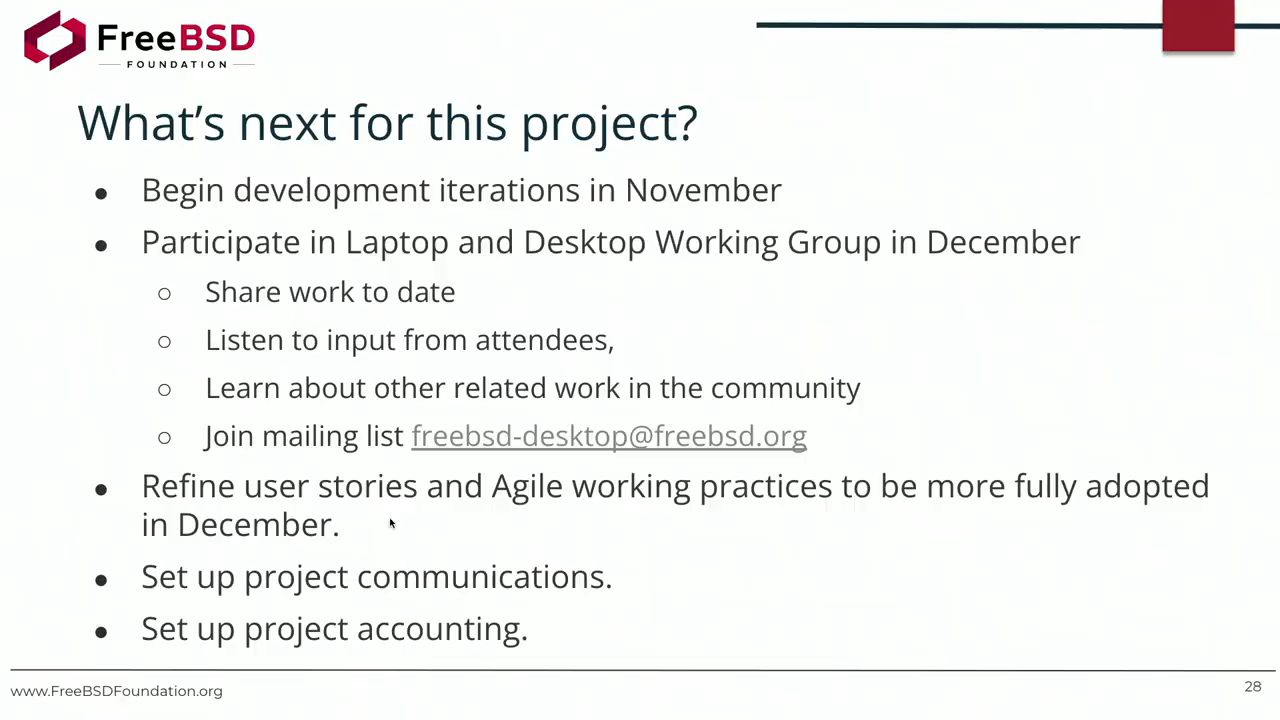 FreeBSD
FOUNDATION
What's next for this project?
● Begin development iterations in November
● Participate in Laptop and Desktop Working Group in December
○ Share work to date
○ Listen to input from attendees,
○ Learn about other related work in the community
○ Join mailing list freebsd-desktop@freebsd.org
● Refine user stories and Agile working practices to be more fully adopted
in December.
● Set up project communications.
● Set up project accounting.
www.FreeBSDFoundation.org
28